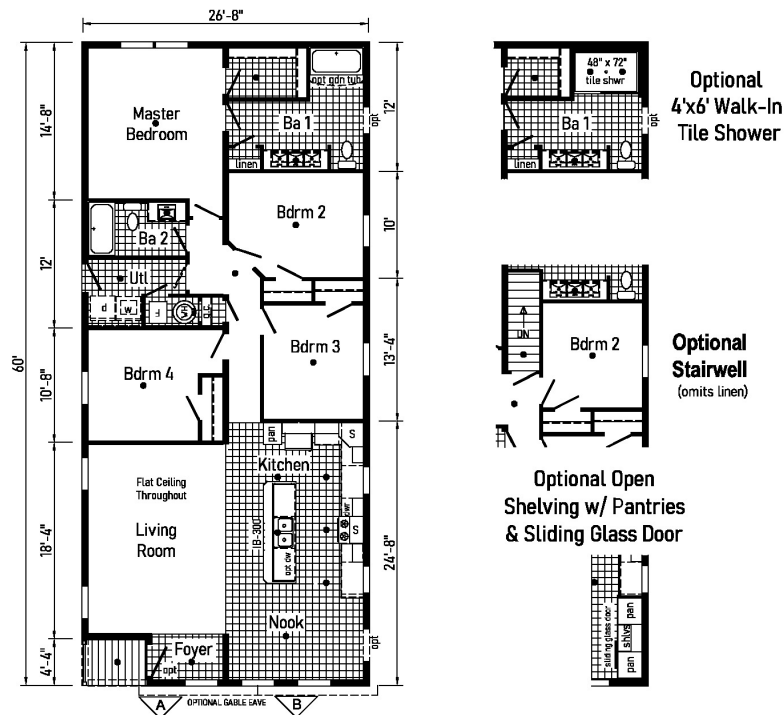 26'-8"
14'-8"
12'
10'-8"
18'-4"
4'-4"
60'
12'
10'
13'-4"
24'-8"
Master
Bedroom
opt gdn tub
Ba 1
opt
linen
Bdrm 2
Ba 2
Utl
d
w
F
O.C.
Bdrm 3
Bdrm 4
pan
S
Kitchen
Flat Ceiling
Throughout
Living
Room
IB-300
opt dw
S
Nook
opt
Foyer
opt
A
OPTIONAL GABLE EAVE
B
48" x 72"
tile shwr
Ba 1
opt
linen
Optional
4'x6' Walk-In
Tile Shower
DN
Bdrm 2
Optional
Stairwell
(omits linen)
Optional Open
Shelving w/ Pantries
& Sliding Glass Door
sliding glass door
pan
shlvs
pan